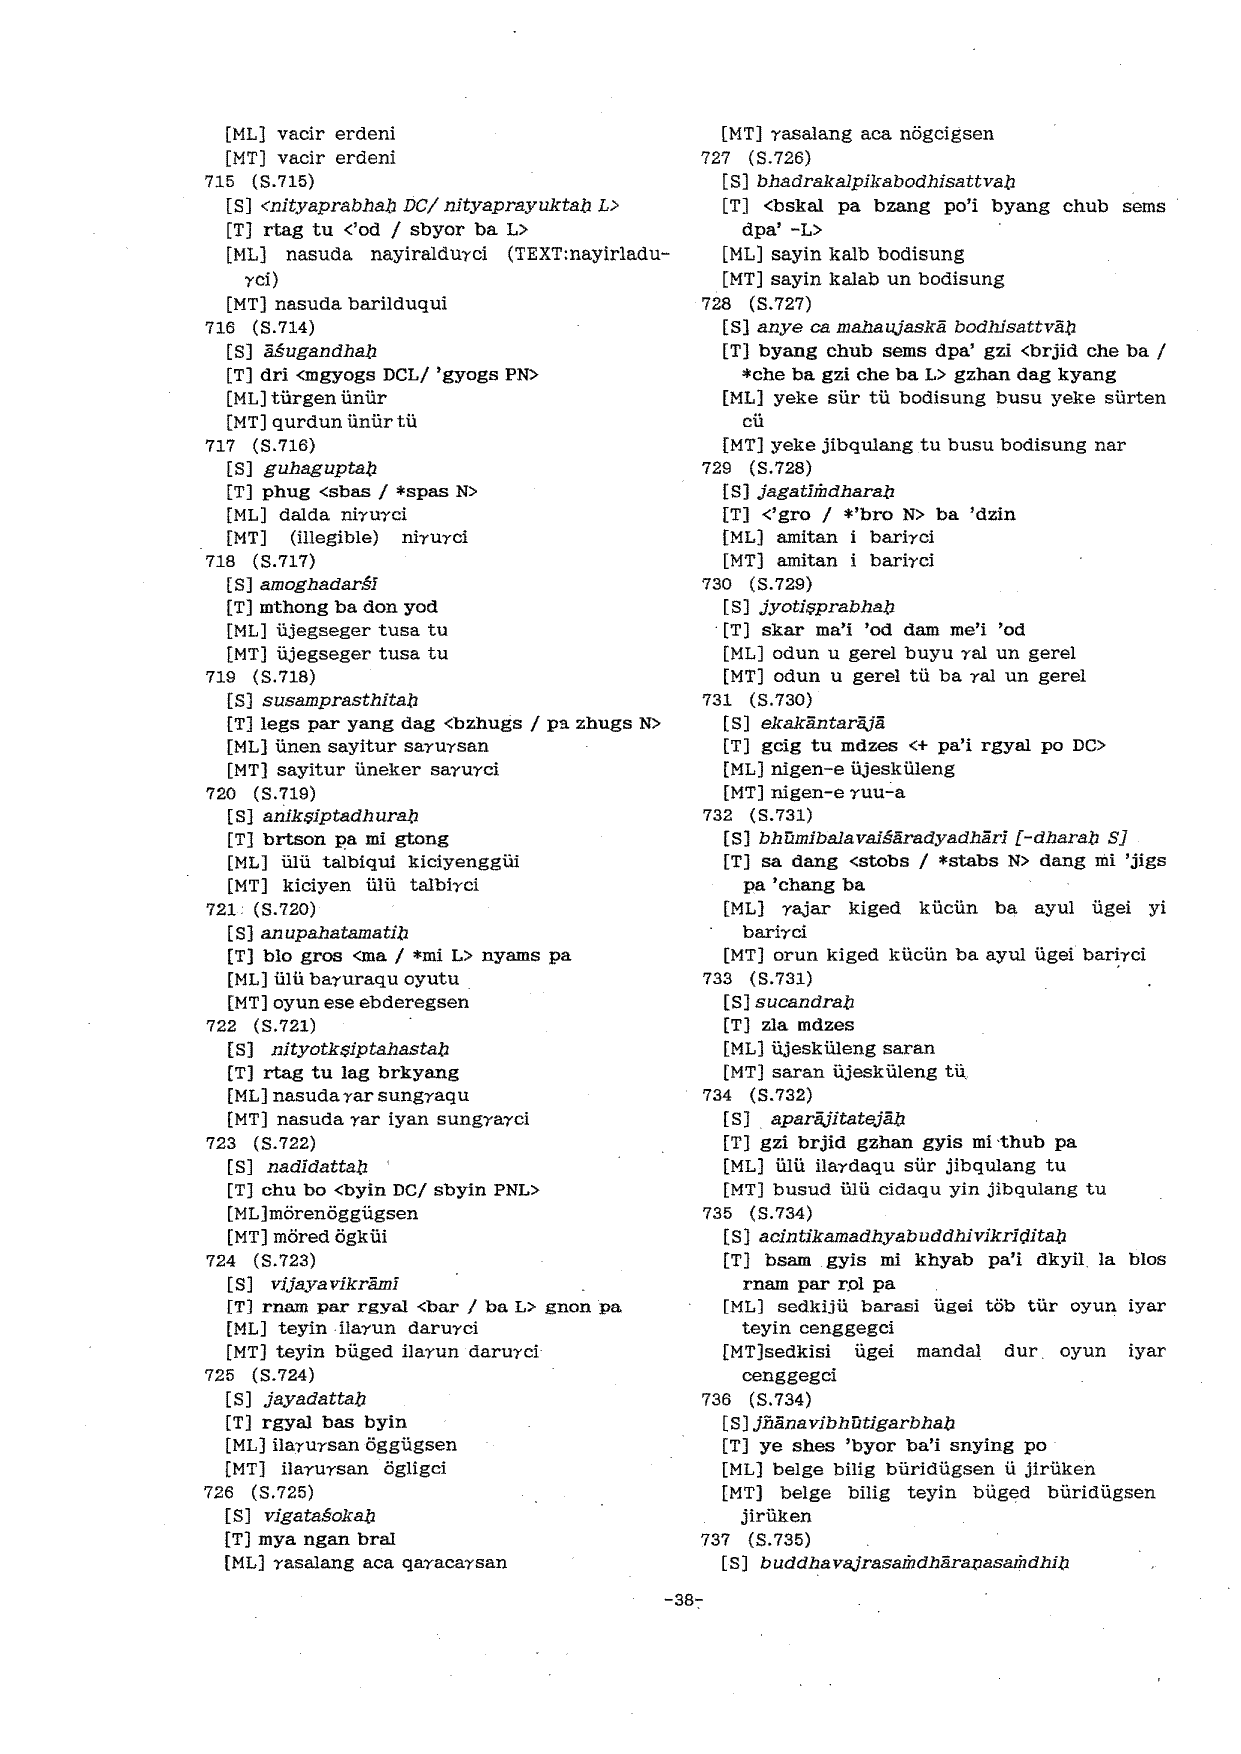 [ML] vacir erdeni
[MT] vacir erdeni
715 (S.715)
[S] <nityaprabhaḥ DC/ nityaprayuktaḥ L>
[T] rtag tu <'od / sbyor ba L>
[ML] nasuda nayiralduγci (TEXT:nayirladu-
γci)
[MT] nasuda barilduqui
716 (S.714)
[S] āśugandhaḥ
[T] dri <mgyogs DCL/ 'gyogs PN>
[ML] türgen ünür
[MT] qurdun ünür tü
717 (S.716)
[S] guhaguptaḥ
[T] phug <sbas / *spas N>
[ML] dalda niγuγci
[MT] (illegible) niγuγci
718 (S.717)
[S] amoghadarśī
[T] mthong ba don yod
[ML] üjegseger tusa tu
[MT] üjegseger tusa tu
719 (S.718)
[S] susamprasthitaḥ
[T] legs par yang dag <bzhugs / pa zhugs N>
[ML] ünen sayitur saγuγsan
[MT] sayitur üneker saγuγci
720 (S.719)
[S] anikṣiptadhuraḥ
[T] brtson pa mi gtong
[ML] ülü talbiqui kiciyenggüi
[MT] kiciyen ülü talbiγci
721 (S.720)
[S] anupahatamatiḥ
[T] blo gros <ma / *mi L> nyams pa
[ML] ülü baγuraqu oyutu
[MT] oyun ese ebderegsen
722 (S.721)
[S] nityotkṣiptahastaḥ
[T] rtag tu lag brkyang
[ML] nasuda γar sungγaqu
[MT] nasuda γar iyan sungγaγci
723 (S.722)
[S] nadīdattaḥ
[T] chu bo <byin DC/ sbyin PNL>
[ML]mörenöggügsen
[MT] möred ögküi
724 (S.723)
[S] vijayavikrāmī
[T] rnam par rgyal <bar / ba L> gnon pa
[ML] teyin ilaγun daruγci
[MT] teyin büged ilaγun daruγci
725 (S.724)
[S] jayadattaḥ
[T] rgyal bas byin
[ML] ilaγuγsan öggügsen
[MT] ilaγuγsan ögligci
726 (S.725)
[S] vigataśokaḥ
[T] mya ngan bral
[ML] γasalang aca qaγacaγsan
[MT] γasalang aca nögcigsen
727 (S.726)
[S] bhadrakalpikabodhisattvaḥ
[T] <bskal pa bzang po'i byang chub sems
dpa' -L>
[ML] sayin kalb bodisung
[MT] sayin kalab un bodisung
728 (S.727)
[S] anye ca mahaujaskā bodhisattvāḥ
[T] byang chub sems dpa' gzi <brjid che ba /
*che ba gzi che ba L> gzhan dag kyang
[ML] yeke sür tü bodisung busu yeke sürten
cü
[MT] yeke jibqulang tu busu bodisung nar
729 (S.728)
[S] jagatīṁdharaḥ
[T] <'gro / *'bro N> ba 'dzin
[ML] amitan i bariγci
[MT] amitan i bariγci
730 (S.729)
[S] jyotiṣprabhaḥ
[T] skar ma'i 'od dam me'i 'od
[ML] odun u gerel buyu γal un gerel
[MT] odun u gerel tü ba γal un gerel
731 (S.730)
[S] ekakāntarājā
[T] gcig tu mdzes <+ pa'i rgyal po DC>
[ML] nigen-e üjesküleng
[MT] nigen-e γuu-a
732 (S.731)
[S] bhūmibalavaiśāradyadhārī [-dharaḥ S]
[T] sa dang <stobs / *stabs N> dang mi 'jigs
pa 'chang ba
[ML] γajar kiged kücün ba ayul ügei yi
bariγci
[MT] orun kiged kücün ba ayul ügei bariγci
733 (S.731)
[S] sucandraḥ
[T] zla mdzes
[ML] üjesküleng saran
[MT] saran üjesküleng tü
734 (S.732)
[S] aparājitatejāḥ
[T] gzi brjid gzhan gyis mi thub pa
[ML] ülü ilaγdaqu sür jibqulang tu
[MT] busud ülü cidaqu yin jibqulang tu
735 (S.734)
[S] acintikamadhyabuddhivikrīḍitaḥ
[T] bsam gyis mi khyab pa'i dkyil la blos
rnam par rol pa
[ML] sedkijü barasi ügei töb tür oyun iyar
teyin cenggegci
[MT]sedkisi ügei mandal dur oyun iyar
cenggegci
736 (S.734)
[S] jñānavibhūtigarbhaḥ
[T] ye shes 'byor ba'i snying po
[ML] belge bilig büridügsen ü jirüken
[MT] belge bilig teyin büged büridügsen
jirüken
737 (S.735)
[S] buddhavajrasaṁdhāraṇasaṁdhiḥ
-38-